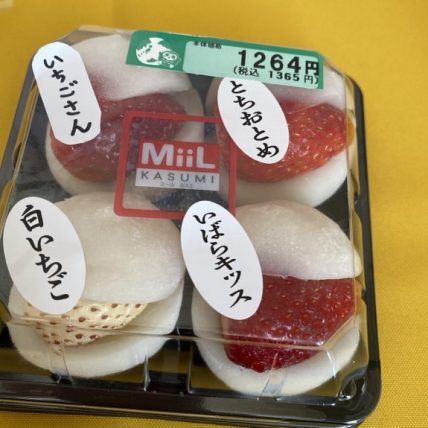 本体価格
1264円
(税込 1365円)
いちごさん
とちおとめ
MiiL
KASUMI
白いちご
いばらキッス